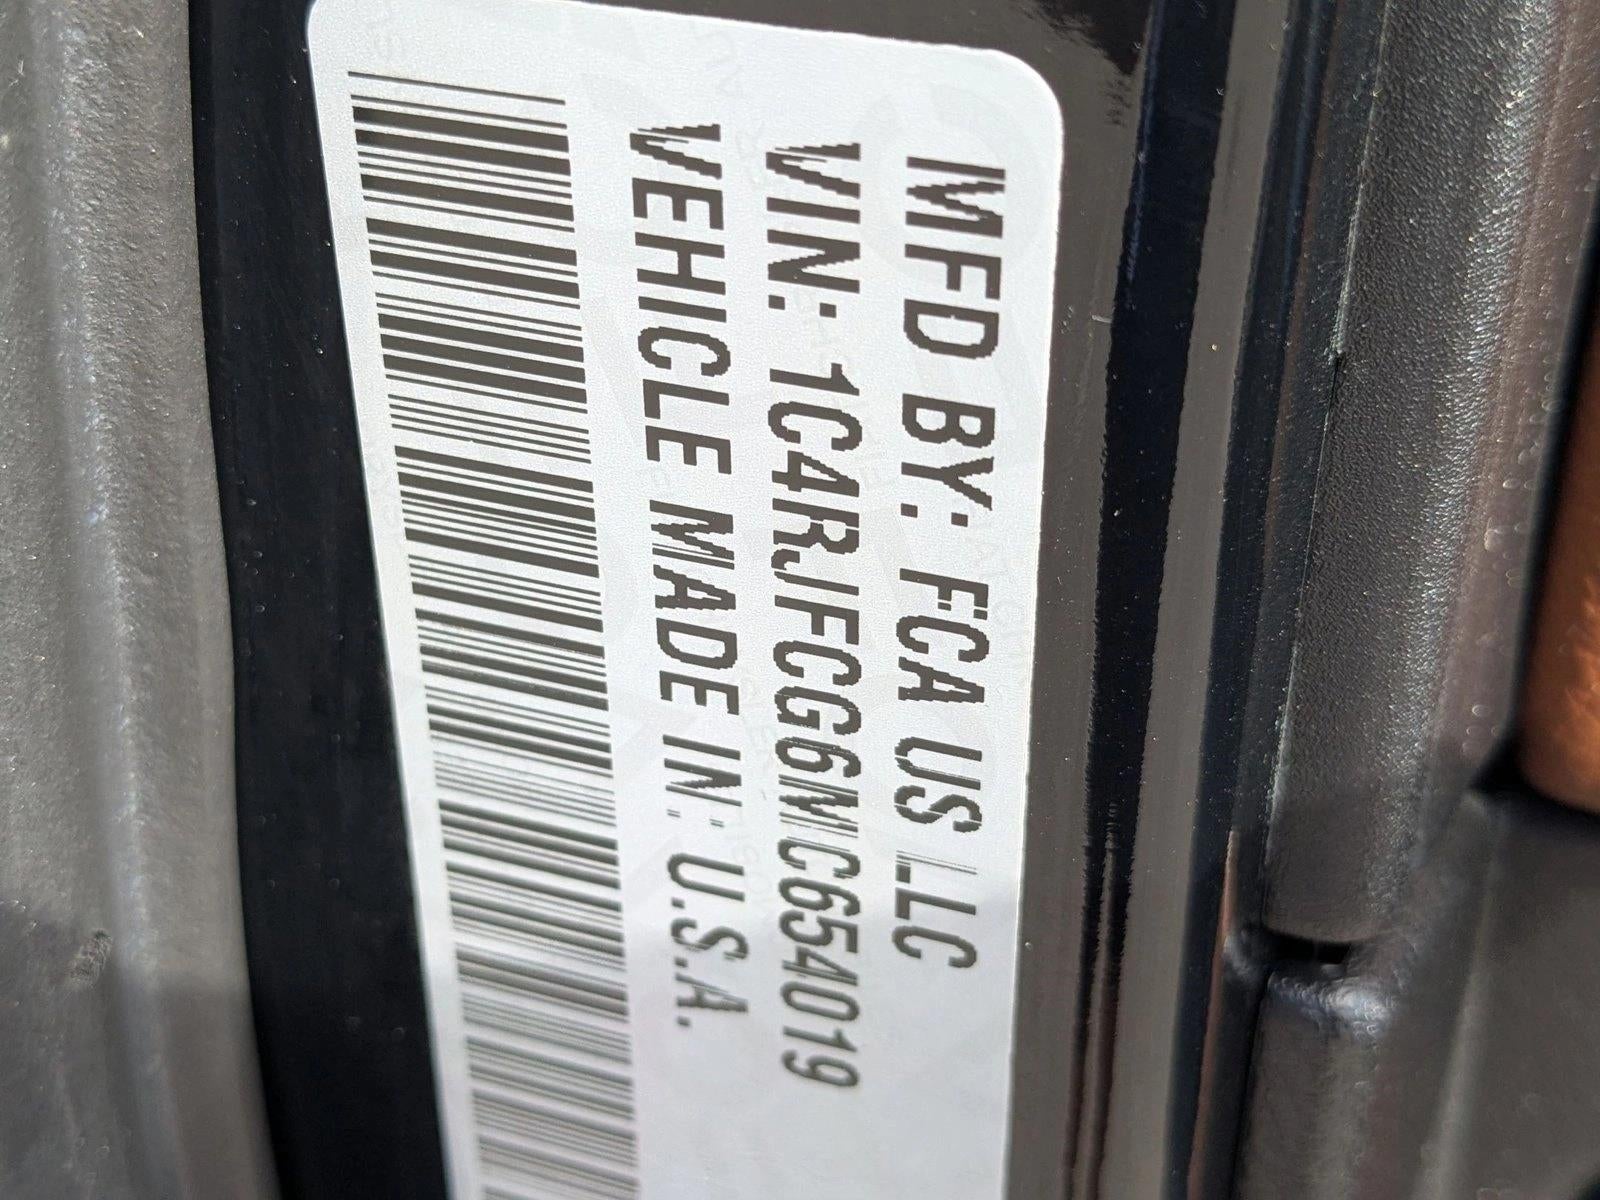 MFD BY: FCA US LLC
VIN: 1C4RJFCG6MC654019
VEHICLE MADE IN: U.S.A.